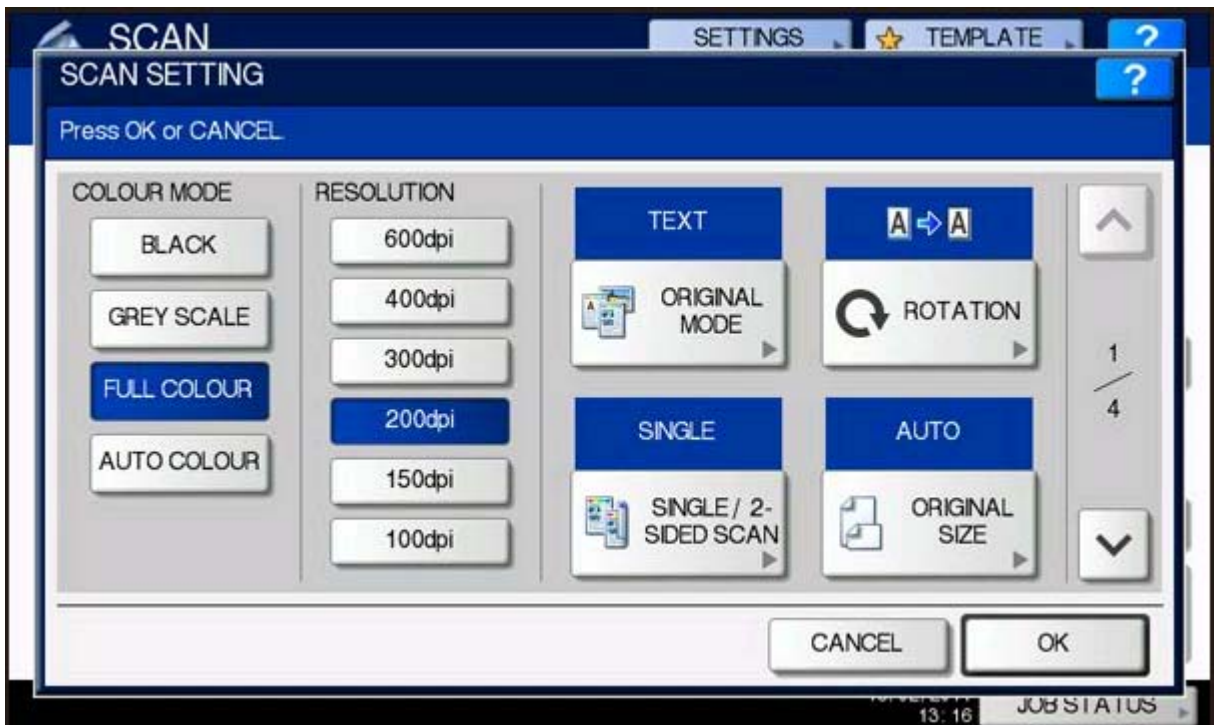 SCAN
SETTINGS
TEMPLATE
?
SCAN SETTING
?
Press OK or CANCEL.
COLOUR MODE
BLACK
GREY SCALE
FULL COLOUR
AUTO COLOUR
RESOLUTION
600dpi
400dpi
300dpi
200dpi
150dpi
100dpi
TEXT
ORIGINAL
MODE
A A
ROTATION
SINGLE
SINGLE / 2-
SIDED SCAN
AUTO
ORIGINAL
SIZE
1
4
CANCEL
OK
13:16
JOB STATUS